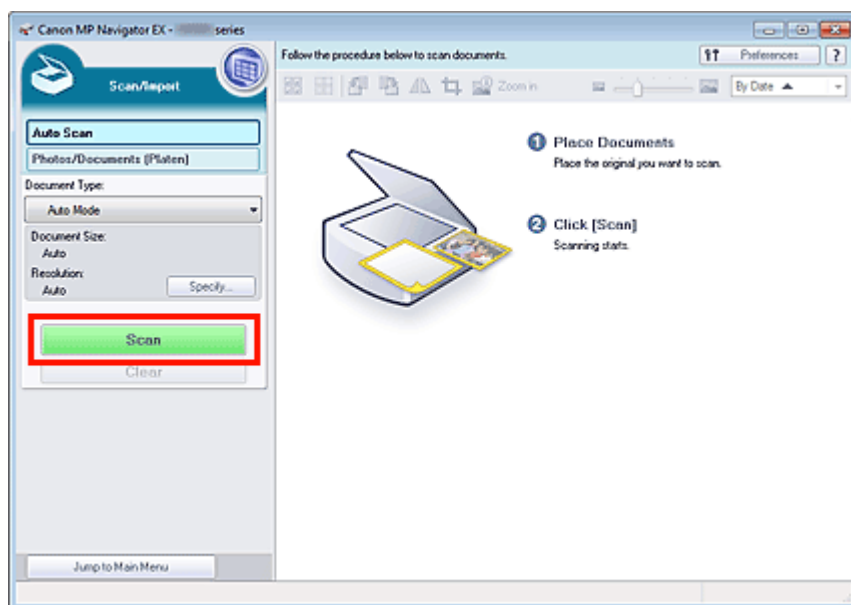 Canon MP Navigator EX - series
Scan/Import
Auto Scan
Photos/Documents (Platen)
Document Type:
Auto Mode
Document Size:
Auto
Resolution:
Auto
Specify...
Scan
Clear
Jump to Main Menu
Follow the procedure below to scan documents.
Preferences
?
Zoom in
By Date
1 Place Documents
Place the original you want to scan.
2 Click [Scan]
Scanning starts.